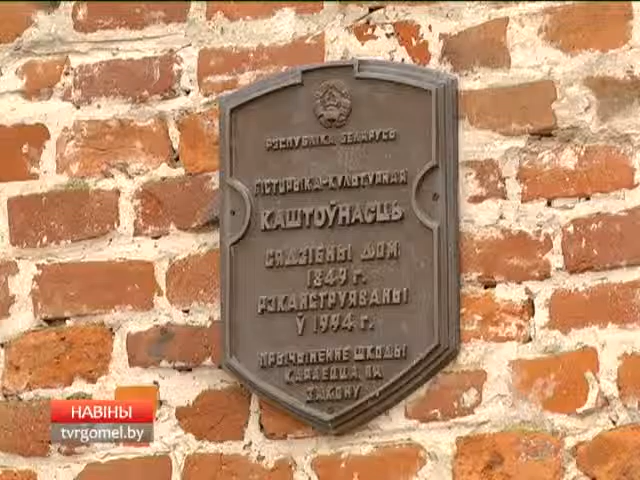 РЭСПУБЛІКА БЕЛАРУСЬ
ГІСТОРЫКА-КУЛЬТУРНАЯ
КАШТОЎНАСЦЬ
СЯДЗІБНЫ ДОМ
1849 г.
РЭКАНСТРУЯВАНЫ
Ў 1994 г.
ПРЫЧЫНЕННЕ ШКОДЫ
КАРАЕЦЦА ПА
ЗАКОНУ
НАВІНЫ
tvrgomel.by